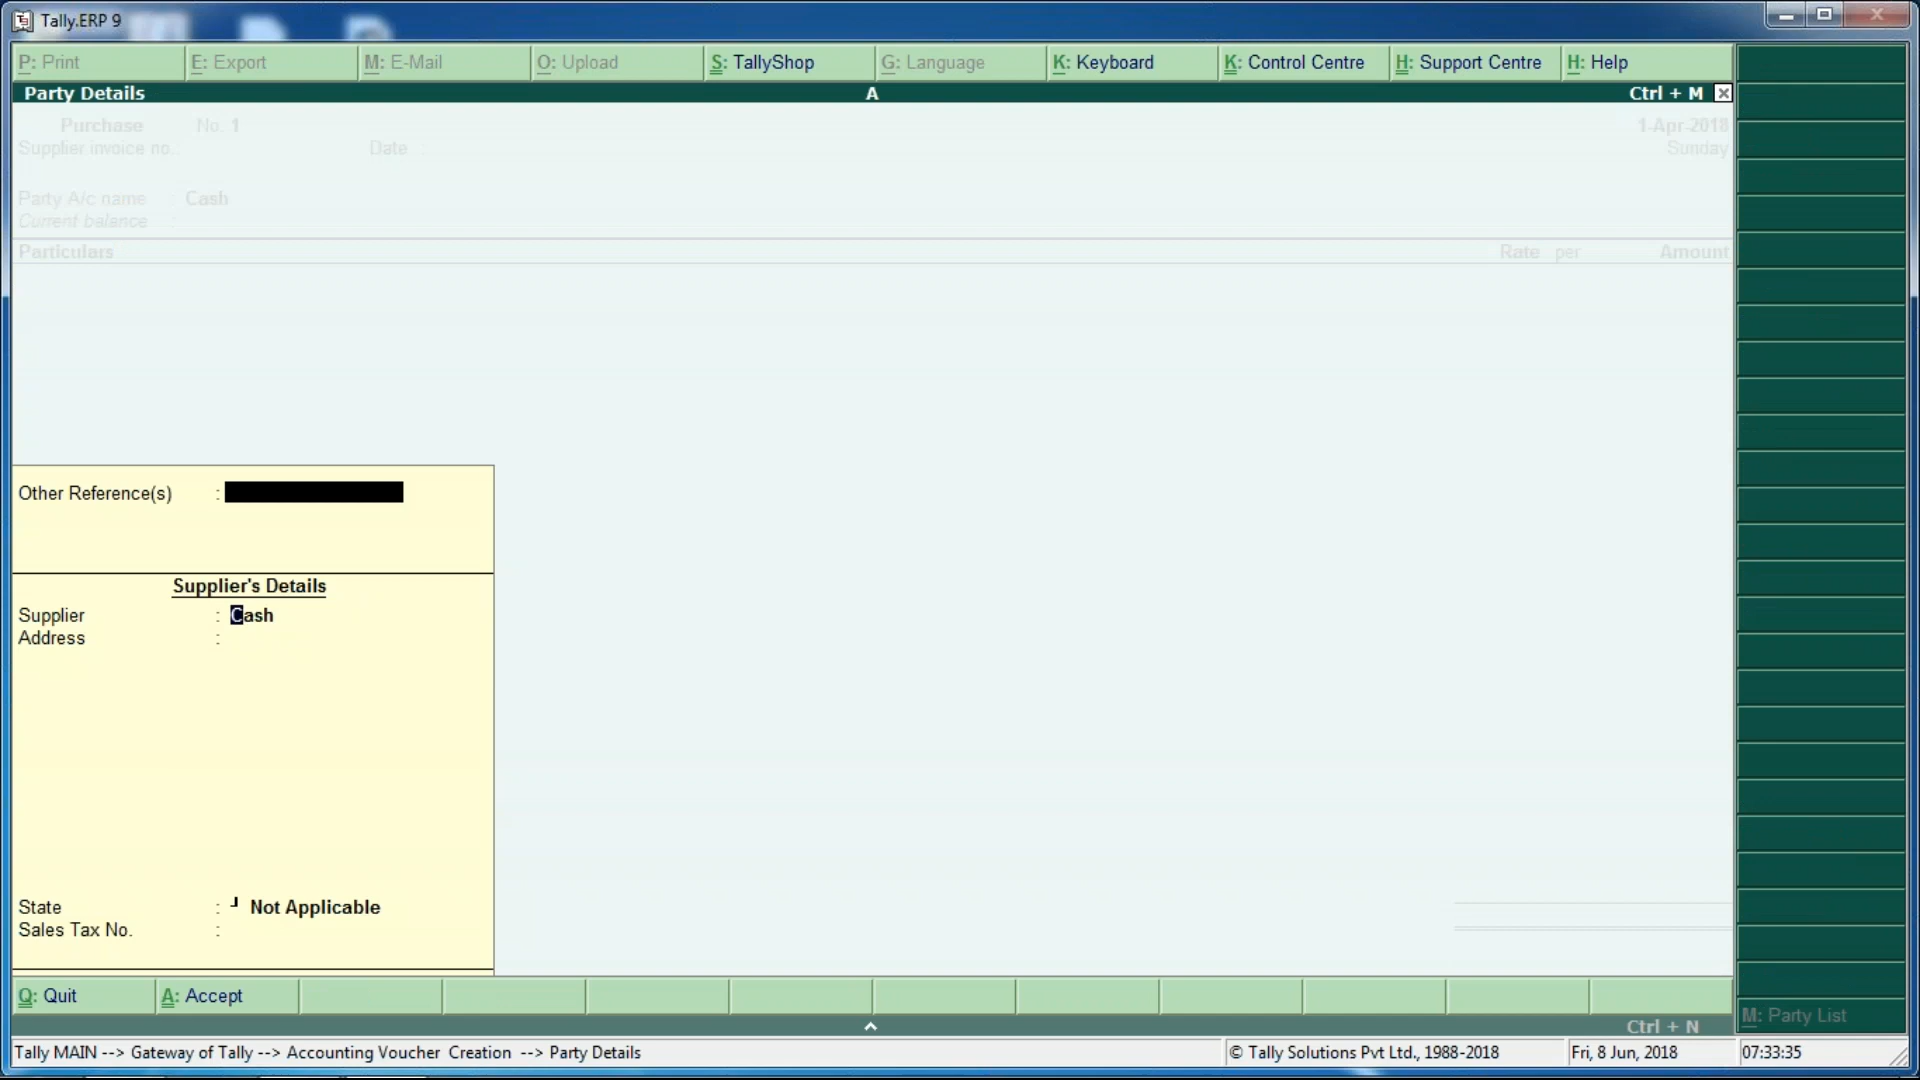 Tally.ERP 9
P: Print E: Export M: E-Mail O: Upload S: TallyShop G: Language K: Keyboard K: Control Centre H: Support Centre H: Help
Party Details A Ctrl + M
Purchase No. 1 1-Apr-2018
Supplier invoice no.: Date : Sunday
Party A/c name : Cash
Current balance :
Particulars Rate per Amount
Other Reference(s) :
Supplier's Details
Supplier : Cash
Address :
State : ┘ Not Applicable
Sales Tax No. :
Q: Quit A: Accept
M: Party List
Ctrl + N
Tally MAIN --> Gateway of Tally --> Accounting Voucher Creation --> Party Details © Tally Solutions Pvt Ltd., 1988-2018 Fri, 8 Jun, 2018 07:33:35